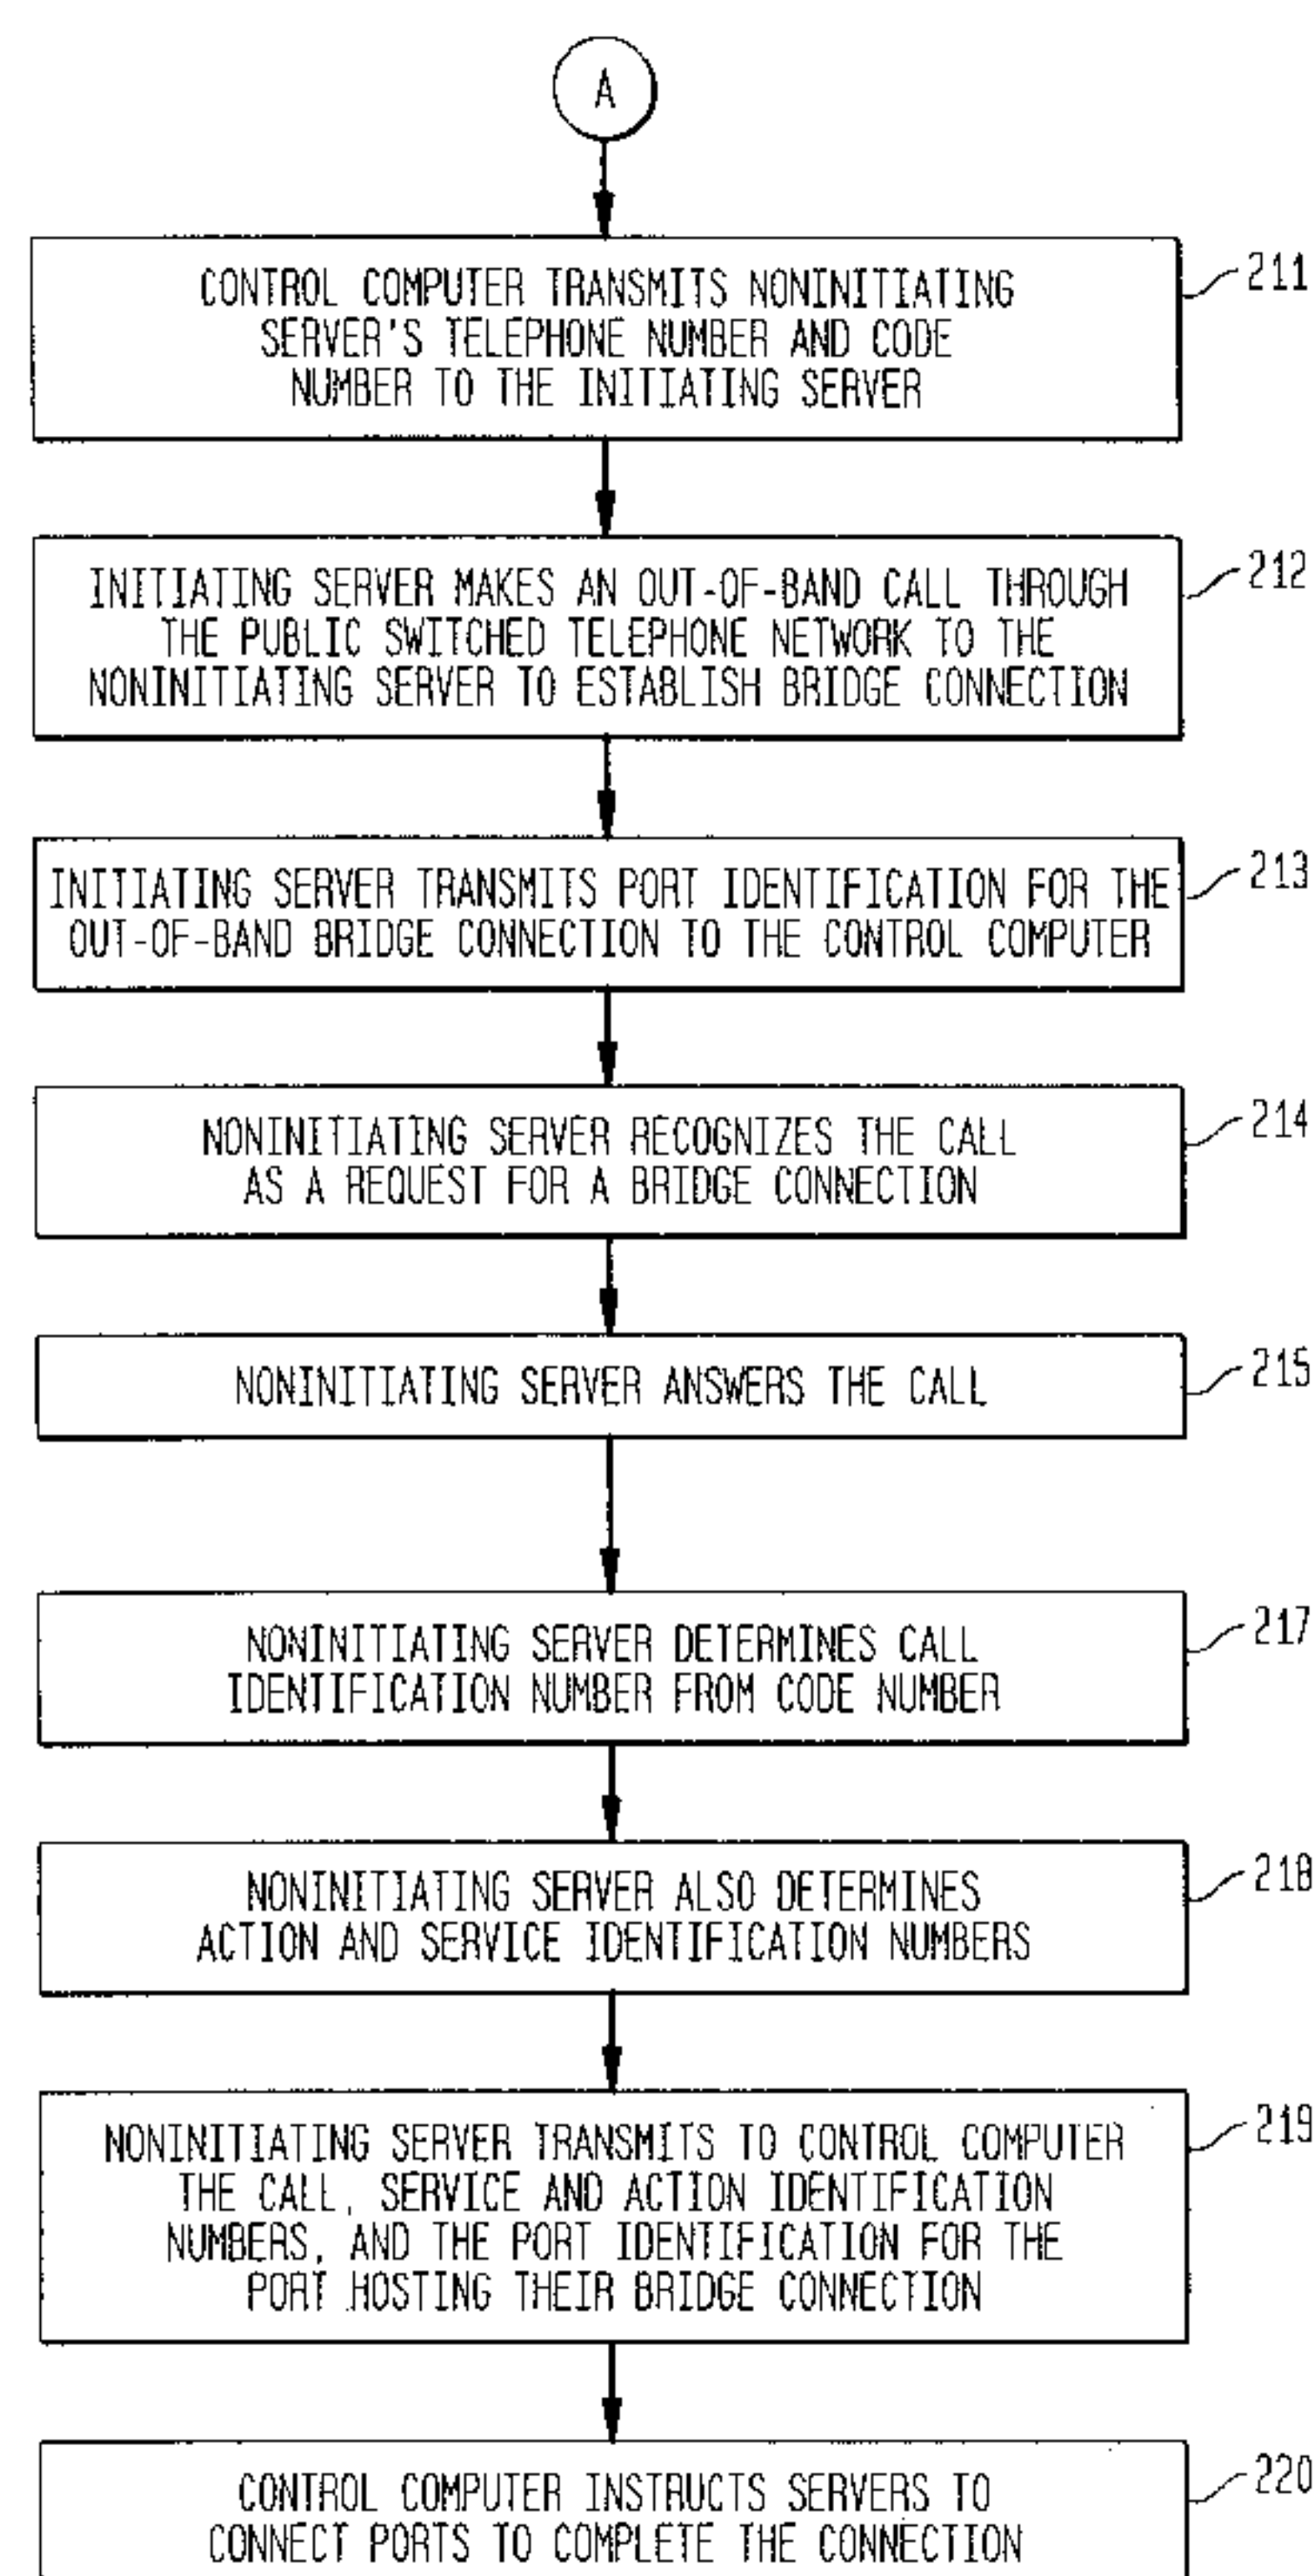 A
CONTROL COMPUTER TRANSMITS NONINITIATING
SERVER'S TELEPHONE NUMBER AND CODE
NUMBER TO THE INITIATING SERVER
211
INITIATING SERVER MAKES AN OUT-OF-BAND CALL THROUGH
THE PUBLIC SWITCHED TELEPHONE NETWORK TO THE
NONINITIATING SERVER TO ESTABLISH BRIDGE CONNECTION
212
INITIATING SERVER TRANSMITS PORT IDENTIFICATION FOR THE
OUT-OF-BAND BRIDGE CONNECTION TO THE CONTROL COMPUTER
213
NONINITIATING SERVER RECOGNIZES THE CALL
AS A REQUEST FOR A BRIDGE CONNECTION
214
NONINITIATING SERVER ANSWERS THE CALL
215
NONINITIATING SERVER DETERMINES CALL
IDENTIFICATION NUMBER FROM CODE NUMBER
217
NONINITIATING SERVER ALSO DETERMINES
ACTION AND SERVICE IDENTIFICATION NUMBERS
218
NONINITIATING SERVER TRANSMITS TO CONTROL COMPUTER
THE CALL, SERVICE AND ACTION IDENTIFICATION
NUMBERS, AND THE PORT IDENTIFICATION FOR THE
PORT HOSTING THEIR BRIDGE CONNECTION
219
CONTROL COMPUTER INSTRUCTS SERVERS TO
CONNECT PORTS TO COMPLETE THE CONNECTION
220